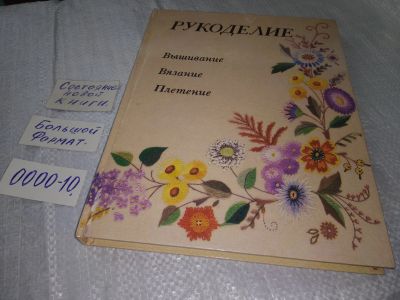 РУКОДЕЛИЕ
Вышивание
Вязание
Плетение
Состояние
новой
книги.
Большой
формат.
0000-10